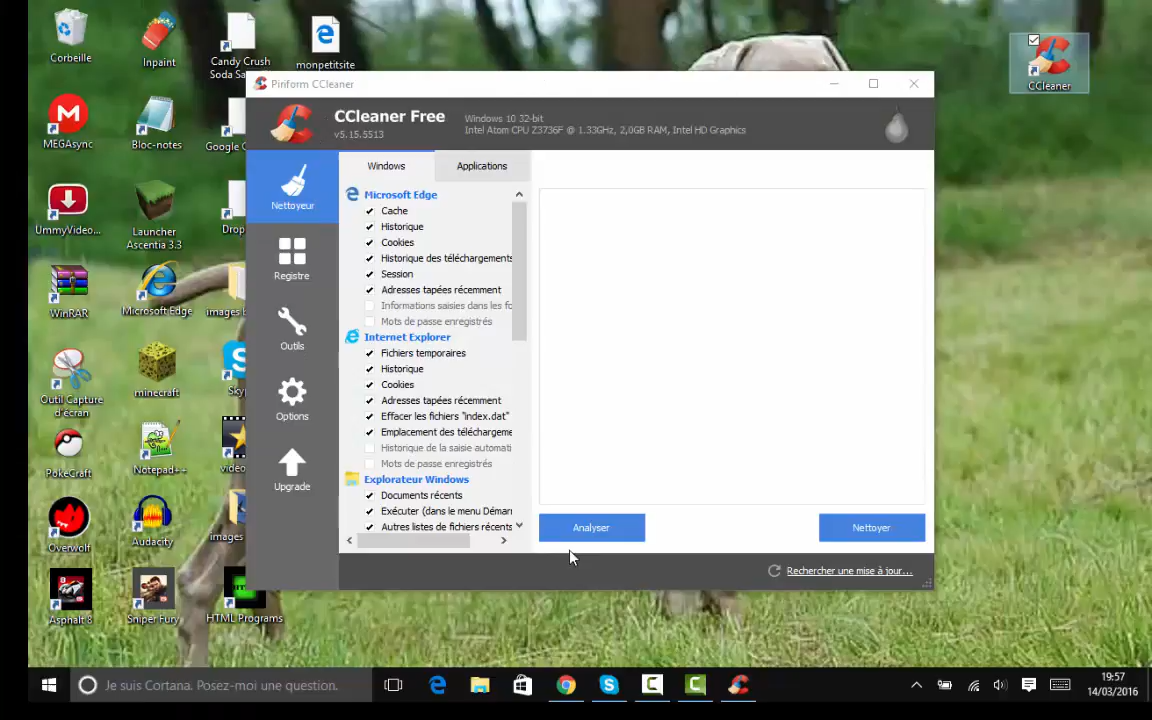 Corbeille
Inpaint
Candy Crush
Soda Sa...
monpetitsite
CCleaner
MEGAsync
Bloc-notes
Google C
UmmyVideo...
Launcher
Ascentia 3.3
Drop
WinRAR
Microsoft Edge
images
Outil Capture
d'écran
minecraft
Sky
PokeCraft
Notepad++
video
Overwolf
Audacity
images
Asphalt 8
Sniper Fury
HTML Programs
Piriform CCleaner
CCleaner Free
v5.15.5513
Windows 10 32-bit
Intel Atom CPU Z3736F @ 1.33GHz, 2,0GB RAM, Intel HD Graphics
Nettoyeur
Registre
Outils
Options
Upgrade
Windows
Applications
Microsoft Edge
Cache
Historique
Cookies
Historique des téléchargements
Session
Adresses tapées récemment
Informations saisies dans les fo
Mots de passe enregistrés
Internet Explorer
Fichiers temporaires
Historique
Cookies
Adresses tapées récemment
Effacer les fichiers "index.dat"
Emplacement des téléchargeme
Historique de la saisie automati
Mots de passe enregistrés
Explorateur Windows
Documents récents
Exécuter (dans le menu Démarr
Autres listes de fichiers récents
Analyser
Nettoyer
Rechercher une mise à jour...
Je suis Cortana. Posez-moi une question.
19:57
14/03/2016